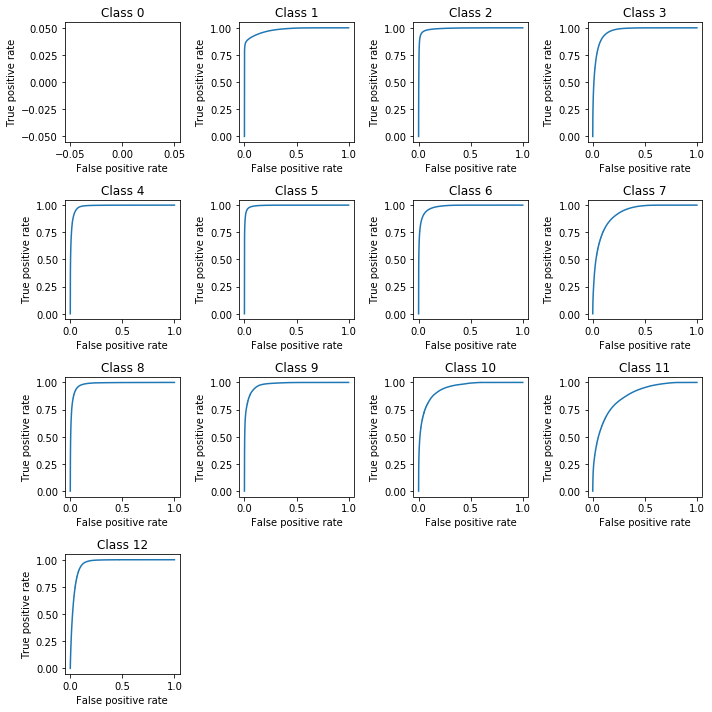 Class 0
Class 1
Class 2
Class 3
True positive rate
0.050
0.025
0.000
−0.025
−0.050
−0.05
0.00
0.05
False positive rate
True positive rate
1.00
0.75
0.50
0.25
0.00
0.0
0.5
1.0
False positive rate
True positive rate
1.00
0.75
0.50
0.25
0.00
0.0
0.5
1.0
False positive rate
True positive rate
1.00
0.75
0.50
0.25
0.00
0.0
0.5
1.0
False positive rate
Class 4
Class 5
Class 6
Class 7
True positive rate
1.00
0.75
0.50
0.25
0.00
0.0
0.5
1.0
False positive rate
True positive rate
1.00
0.75
0.50
0.25
0.00
0.0
0.5
1.0
False positive rate
True positive rate
1.00
0.75
0.50
0.25
0.00
0.0
0.5
1.0
False positive rate
True positive rate
1.00
0.75
0.50
0.25
0.00
0.0
0.5
1.0
False positive rate
Class 8
Class 9
Class 10
Class 11
True positive rate
1.00
0.75
0.50
0.25
0.00
0.0
0.5
1.0
False positive rate
True positive rate
1.00
0.75
0.50
0.25
0.00
0.0
0.5
1.0
False positive rate
True positive rate
1.00
0.75
0.50
0.25
0.00
0.0
0.5
1.0
False positive rate
True positive rate
1.00
0.75
0.50
0.25
0.00
0.0
0.5
1.0
False positive rate
Class 12
True positive rate
1.00
0.75
0.50
0.25
0.00
0.0
0.5
1.0
False positive rate